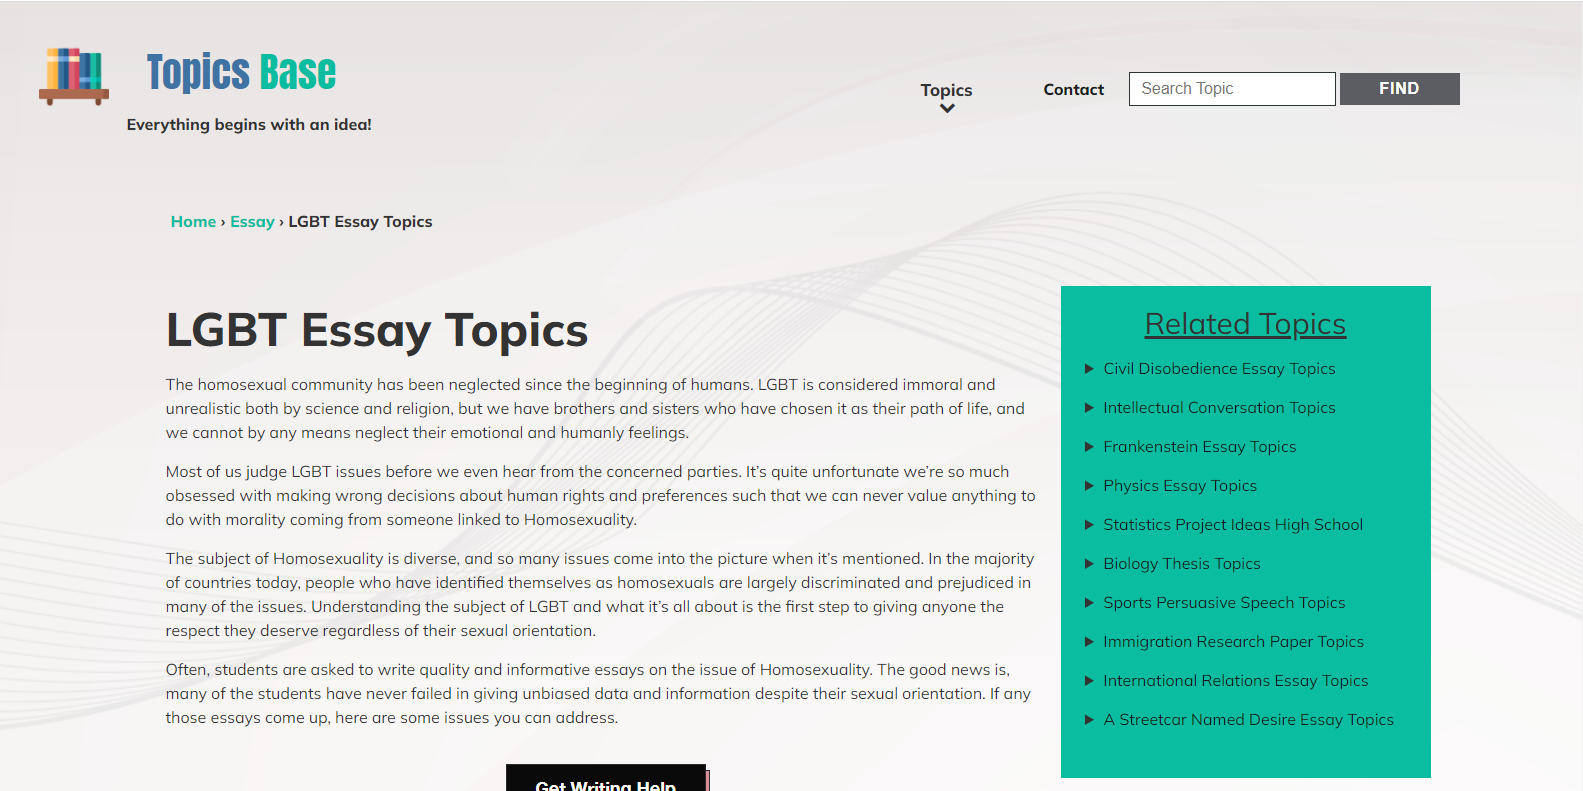 Topics Base
Everything begins with an idea!
Topics
Contact
Search Topic
FIND
Home › Essay › LGBT Essay Topics
LGBT Essay Topics
The homosexual community has been neglected since the beginning of humans. LGBT is considered immoral and
unrealistic both by science and religion, but we have brothers and sisters who have chosen it as their path of life, and
we cannot by any means neglect their emotional and humanly feelings.
Most of us judge LGBT issues before we even hear from the concerned parties. It’s quite unfortunate we’re so much
obsessed with making wrong decisions about human rights and preferences such that we can never value anything to
do with morality coming from someone linked to Homosexuality.
The subject of Homosexuality is diverse, and so many issues come into the picture when it’s mentioned. In the majority
of countries today, people who have identified themselves as homosexuals are largely discriminated and prejudiced in
many of the issues. Understanding the subject of LGBT and what it’s all about is the first step to giving anyone the
respect they deserve regardless of their sexual orientation.
Often, students are asked to write quality and informative essays on the issue of Homosexuality. The good news is,
many of the students have never failed in giving unbiased data and information despite their sexual orientation. If any
those essays come up, here are some issues you can address.
Get Writing Help
Related Topics
Civil Disobedience Essay Topics
Intellectual Conversation Topics
Frankenstein Essay Topics
Physics Essay Topics
Statistics Project Ideas High School
Biology Thesis Topics
Sports Persuasive Speech Topics
Immigration Research Paper Topics
International Relations Essay Topics
A Streetcar Named Desire Essay Topics